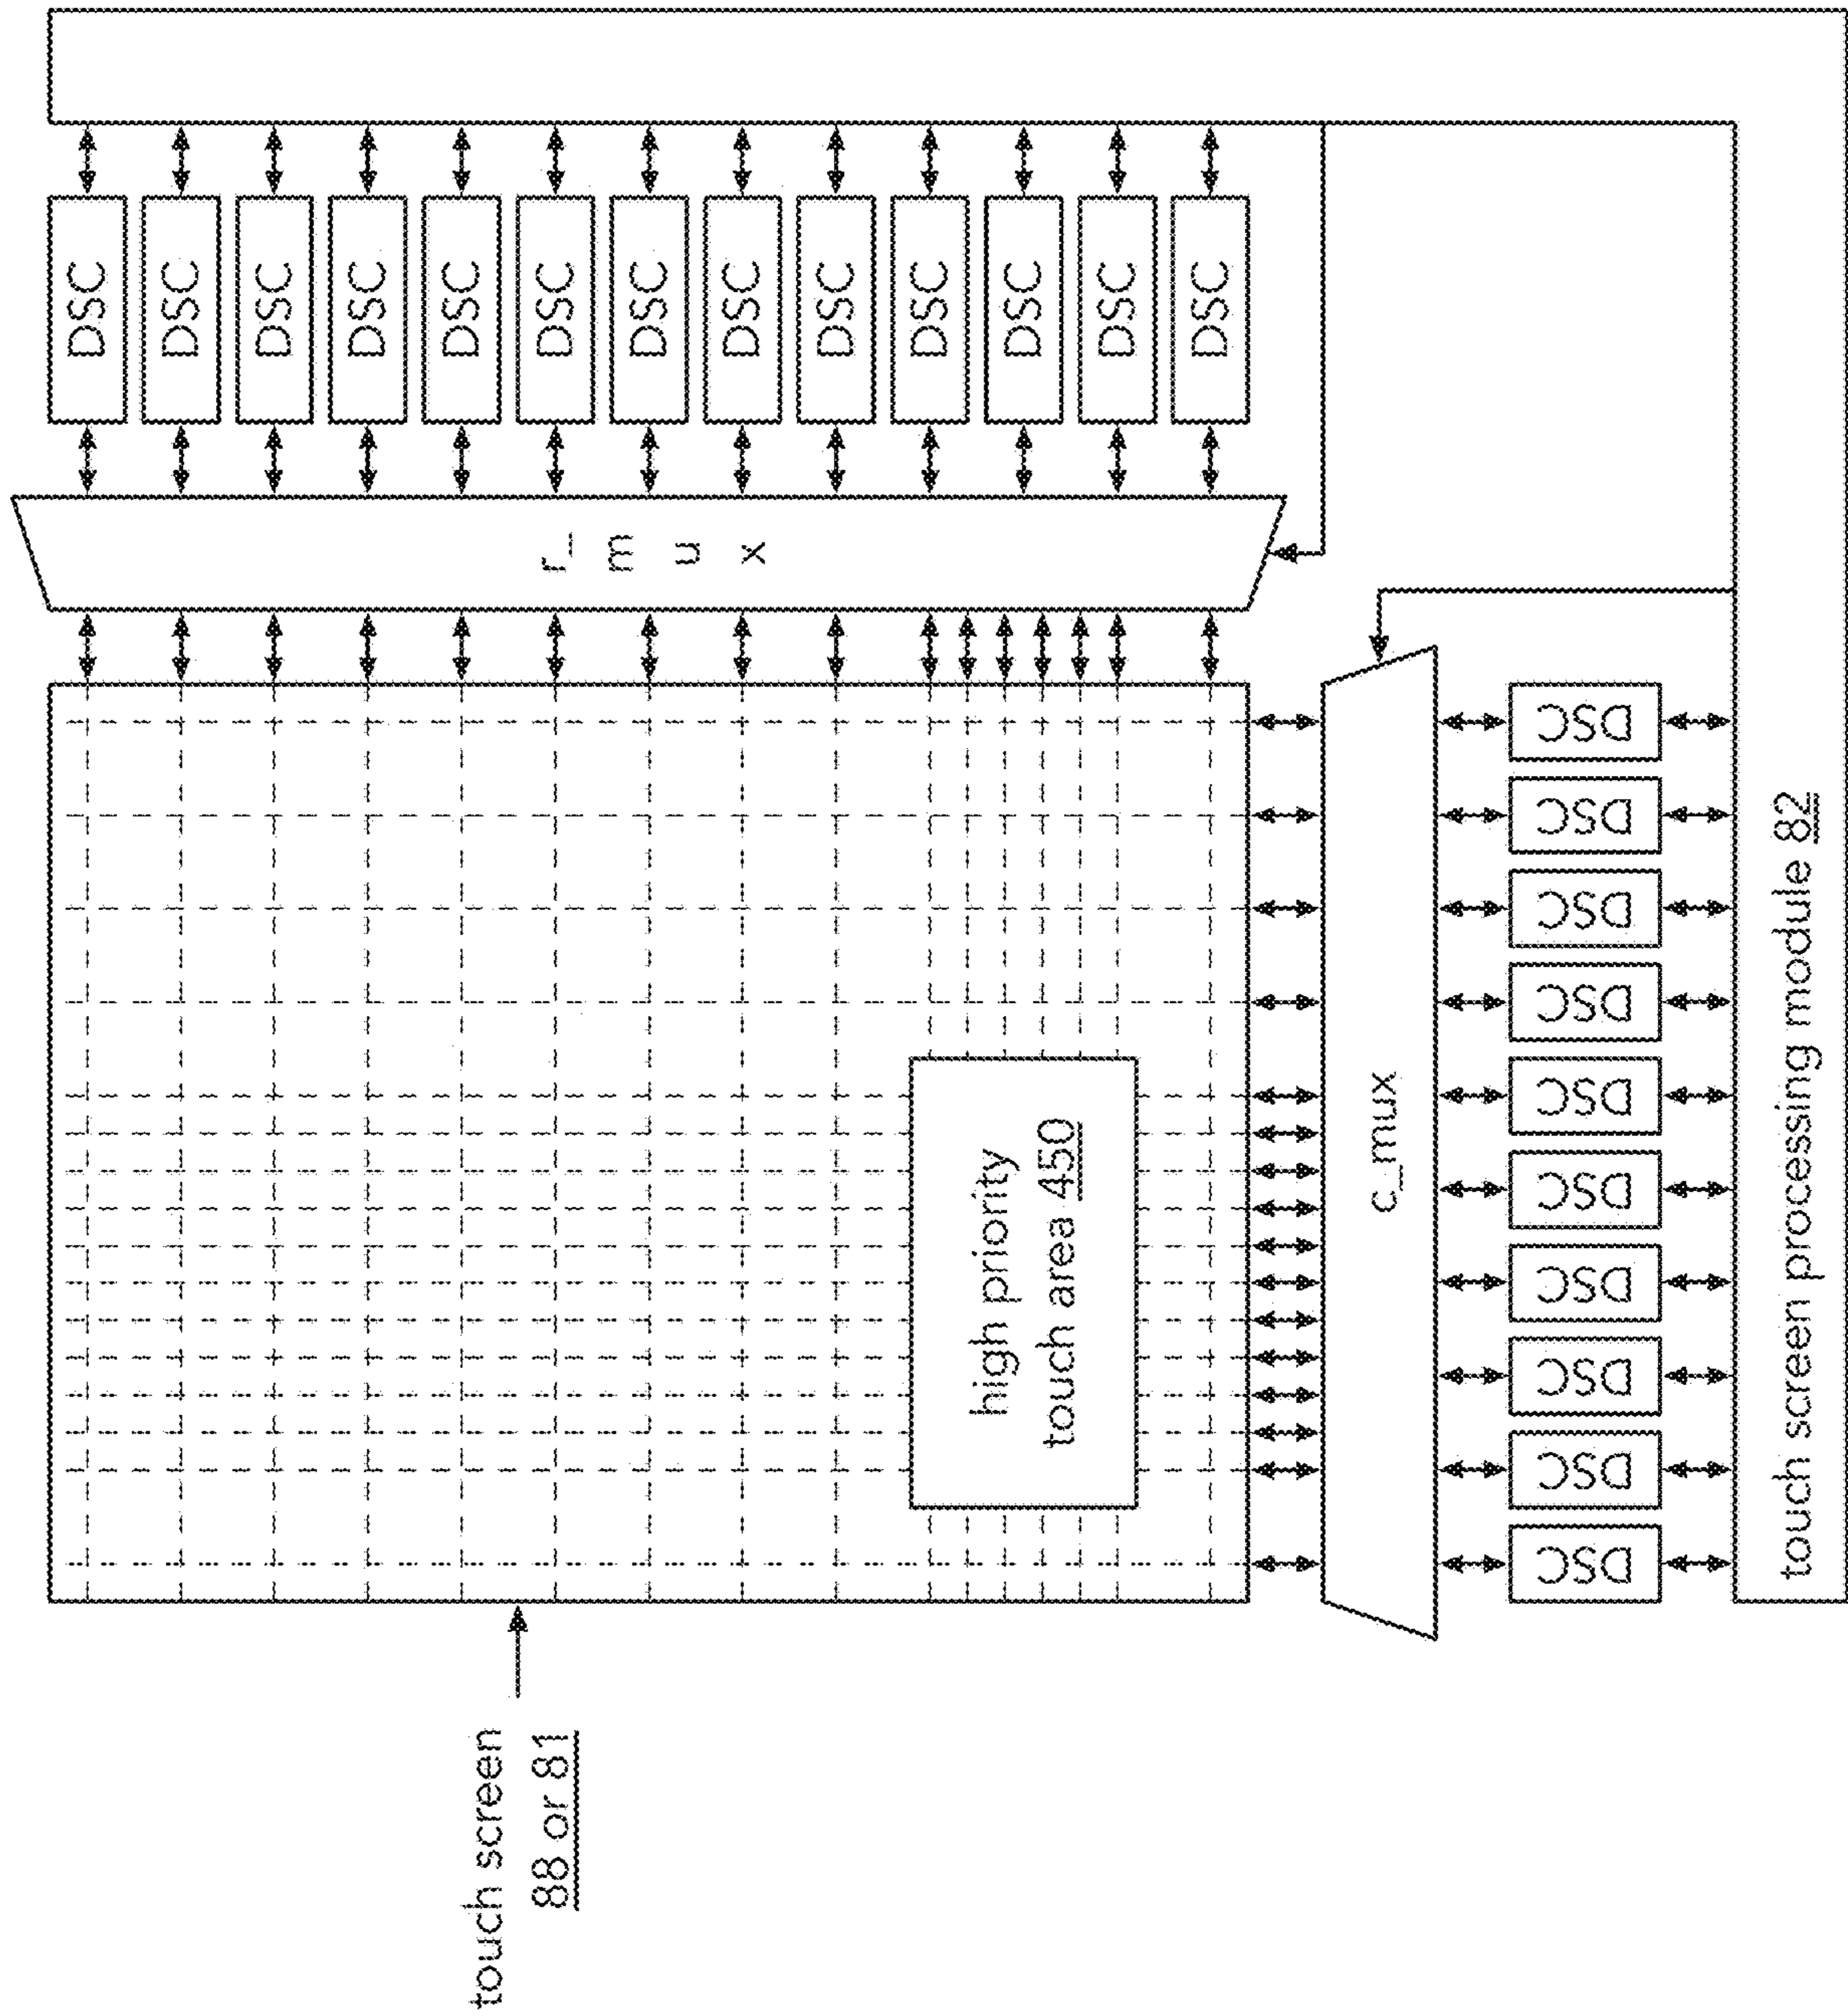 touch screen
88 or 81
high priority
touch area 450
r_
m
u
x
DSC
DSC
DSC
DSC
DSC
DSC
DSC
DSC
DSC
DSC
DSC
DSC
DSC
c_mux
DSC
DSC
DSC
DSC
DSC
DSC
DSC
DSC
DSC
DSC
touch screen processing module 82